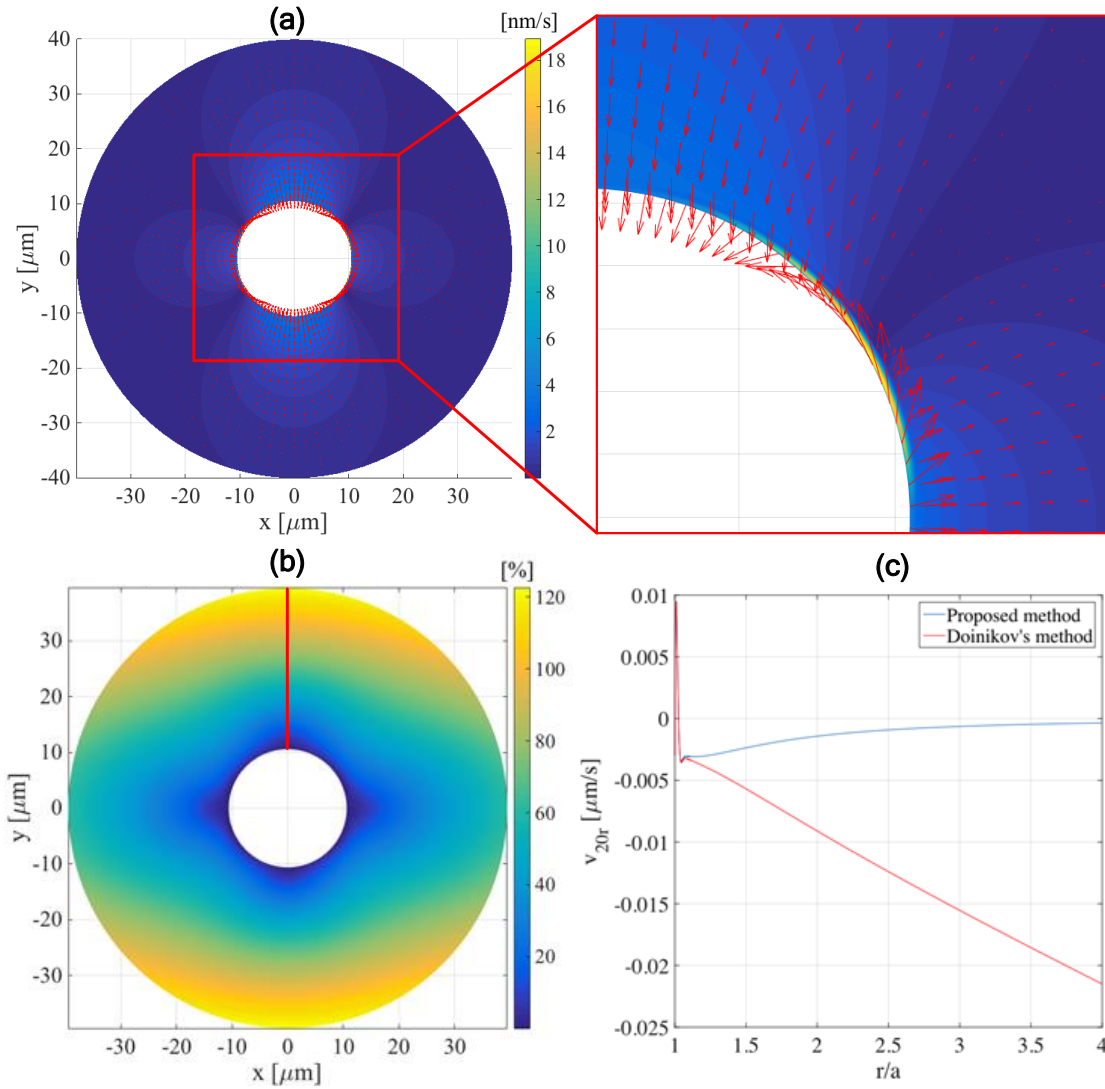 (a)
[nm/s]
40
30
20
10
0
-10
-20
-30
-40
y [μm]
-30 -20 -10 0 10 20 30
x [μm]
18
16
14
12
10
8
6
4
2
(b)
[%]
30
20
10
0
-10
-20
-30
y [μm]
-30 -20 -10 0 10 20 30
x [μm]
120
100
80
60
40
20
(c)
Proposed method
Doinikov's method
0.01
0.005
0
-0.005
-0.01
-0.015
-0.02
-0.025
v20r [μm/s]
1 1.5 2 2.5 3 3.5 4
r/a